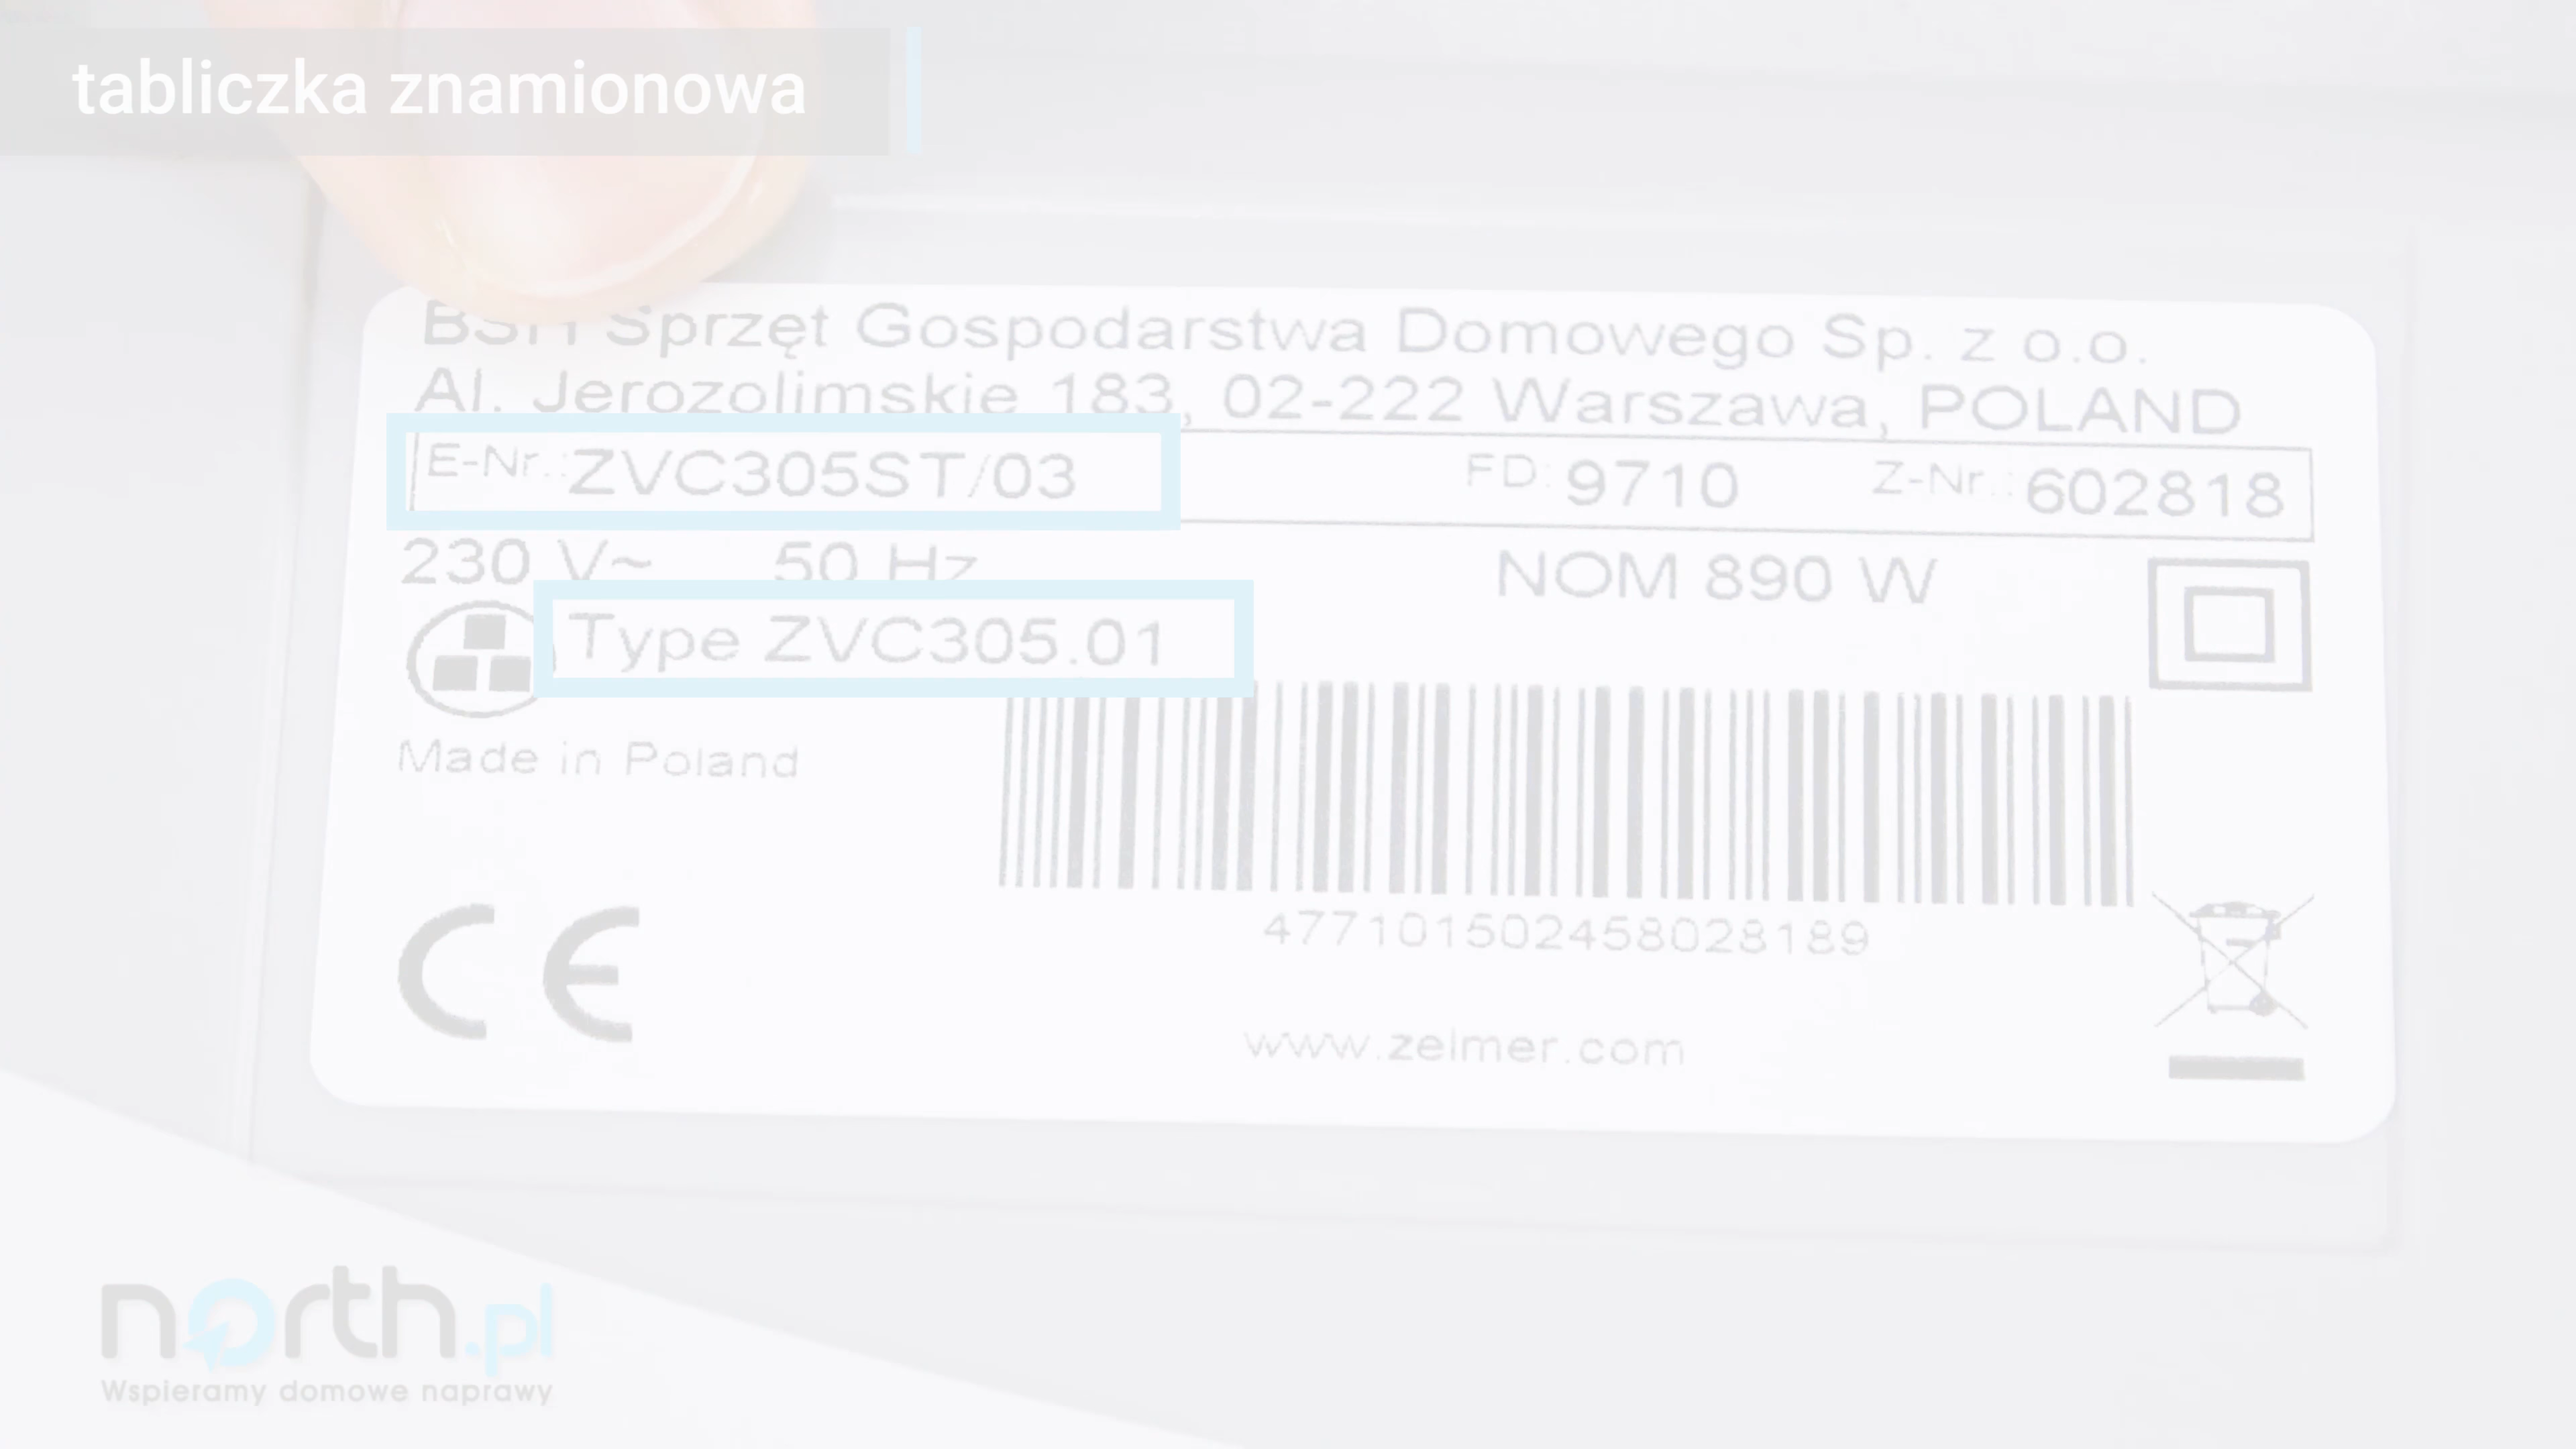 tabliczka znamionowa
BSH Sprzęt Gospodarstwa Domowego Sp. z o.o.
Al. Jerozolimskie 183, 02-222 Warszawa, POLAND
E-Nr.: ZVC305ST/03 FD: 9710 Z-Nr.: 602818
230 V~ 50 Hz NOM 890 W
Type ZVC305.01
Made in Poland
477101502458028189
CE
www.zelmer.com
north.pl
Wspieramy domowe naprawy